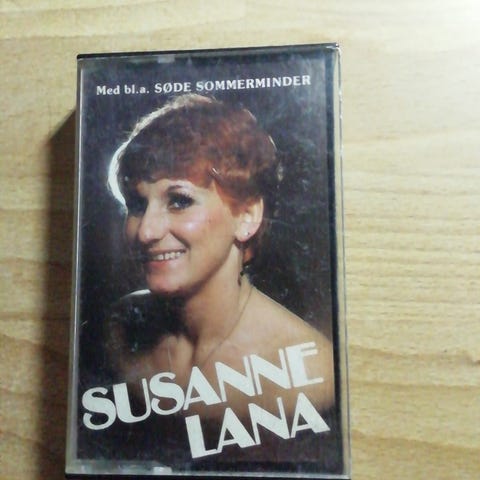 Med bl.a. SØDE SOMMERMINDER
SUSANNE
LANA